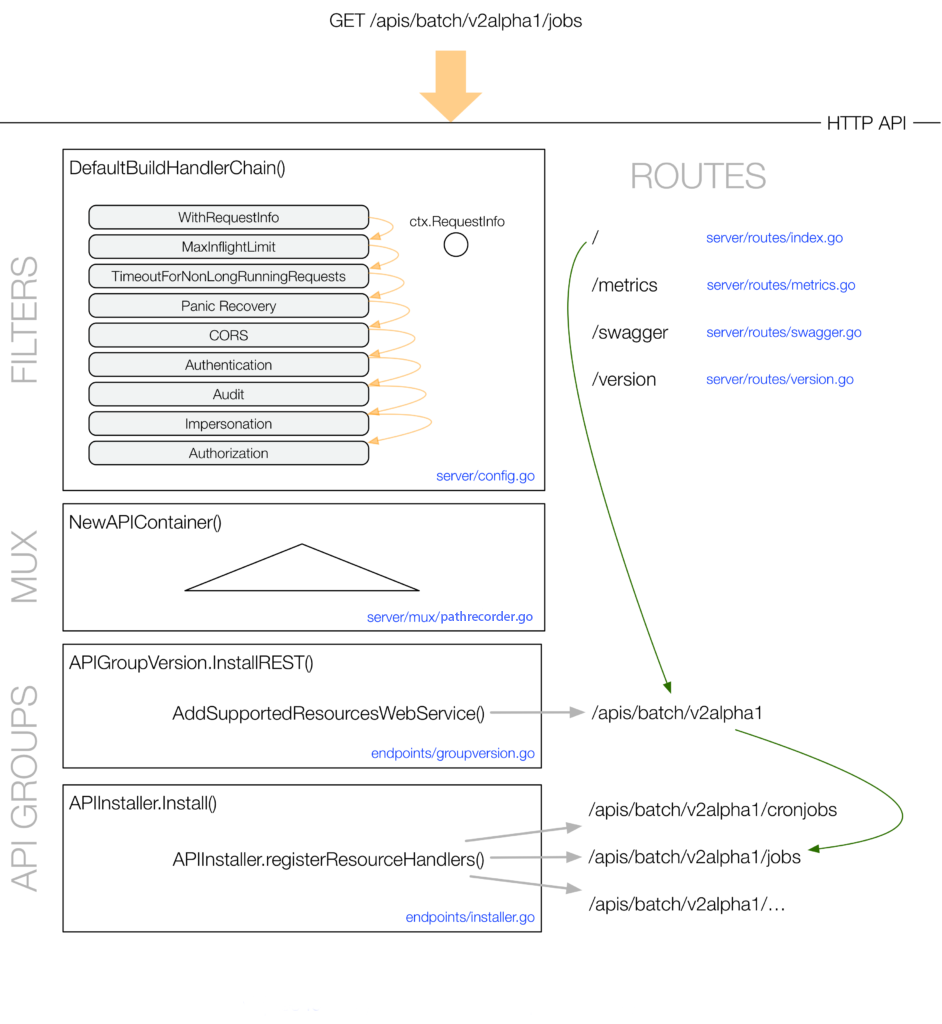 GET /apis/batch/v2alpha1/jobs
HTTP API
FILTERS
DefaultBuildHandlerChain()
WithRequestInfo
MaxInflightLimit
TimeoutForNonLongRunningRequests
Panic Recovery
CORS
Authentication
Audit
Impersonation
Authorization
ctx.RequestInfo
server/config.go
MUX
NewAPIContainer()
server/mux/pathrecorder.go
API GROUPS
APIGroupVersion.InstallREST()
AddSupportedResourcesWebService()
endpoints/groupversion.go
APIInstaller.Install()
APIInstaller.registerResourceHandlers()
endpoints/installer.go
ROUTES
/ server/routes/index.go
/metrics server/routes/metrics.go
/swagger server/routes/swagger.go
/version server/routes/version.go
/apis/batch/v2alpha1
/apis/batch/v2alpha1/cronjobs
/apis/batch/v2alpha1/jobs
/apis/batch/v2alpha1/…